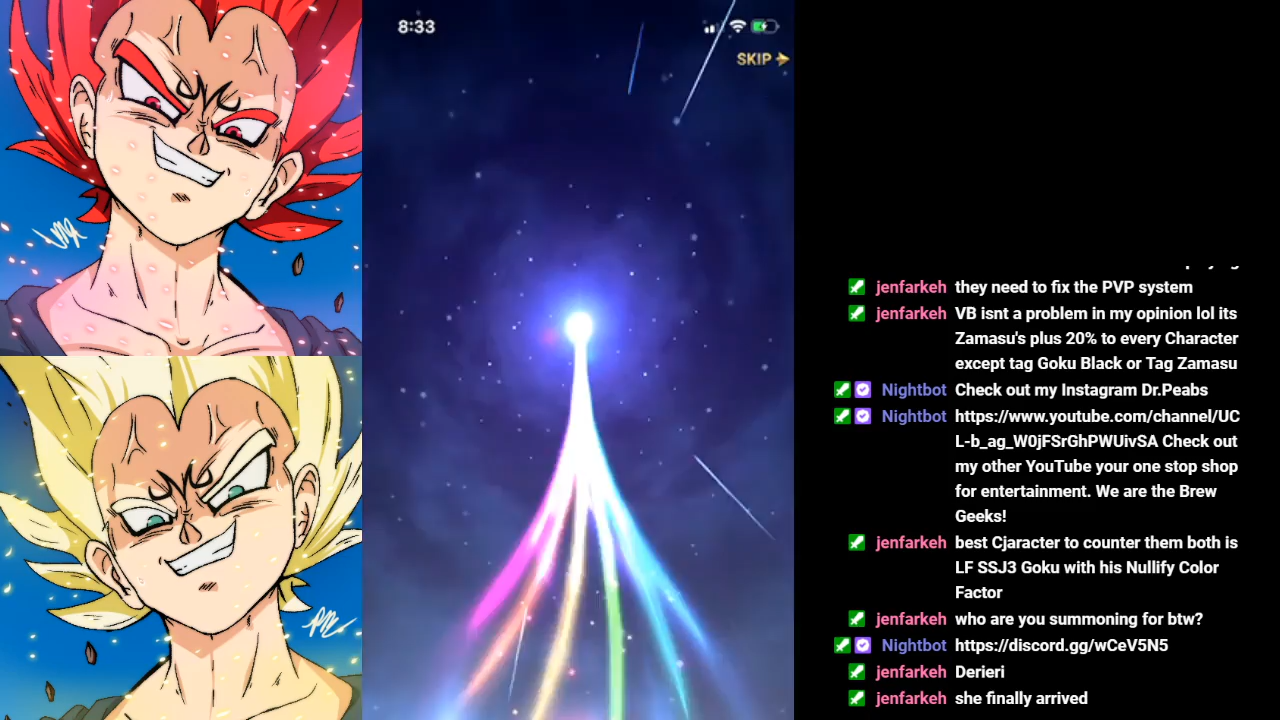 8:33
SKIP
jenfarkeh they need to fix the PVP system
jenfarkeh VB isnt a problem in my opinion lol its
Zamasu's plus 20% to every Character
except tag Goku Black or Tag Zamasu
Nightbot Check out my Instagram Dr.Peabs
Nightbot https://www.youtube.com/channel/UC
L-b_ag_W0jFSrGhPWUivSA Check out
my other YouTube your one stop shop
for entertainment. We are the Brew
Geeks!
jenfarkeh best Cjaracter to counter them both is
LF SSJ3 Goku with his Nullify Color
Factor
jenfarkeh who are you summoning for btw?
Nightbot https://discord.gg/wCeV5N5
jenfarkeh Derieri
jenfarkeh she finally arrived